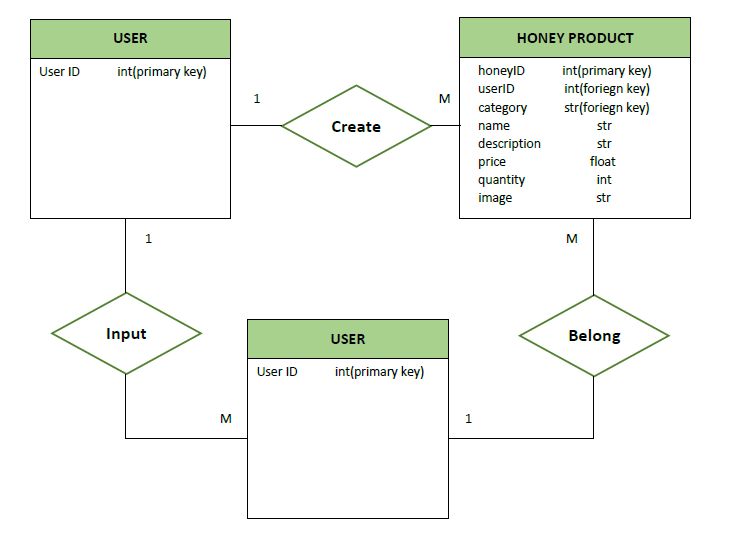 USER
User ID int(primary key)
1
Create
M
HONEY PRODUCT
honeyID int(primary key)
userID int(foriegn key)
category str(foriegn key)
name str
description str
price float
quantity int
image str
1
M
Input
Belong
USER
User ID int(primary key)
M
1